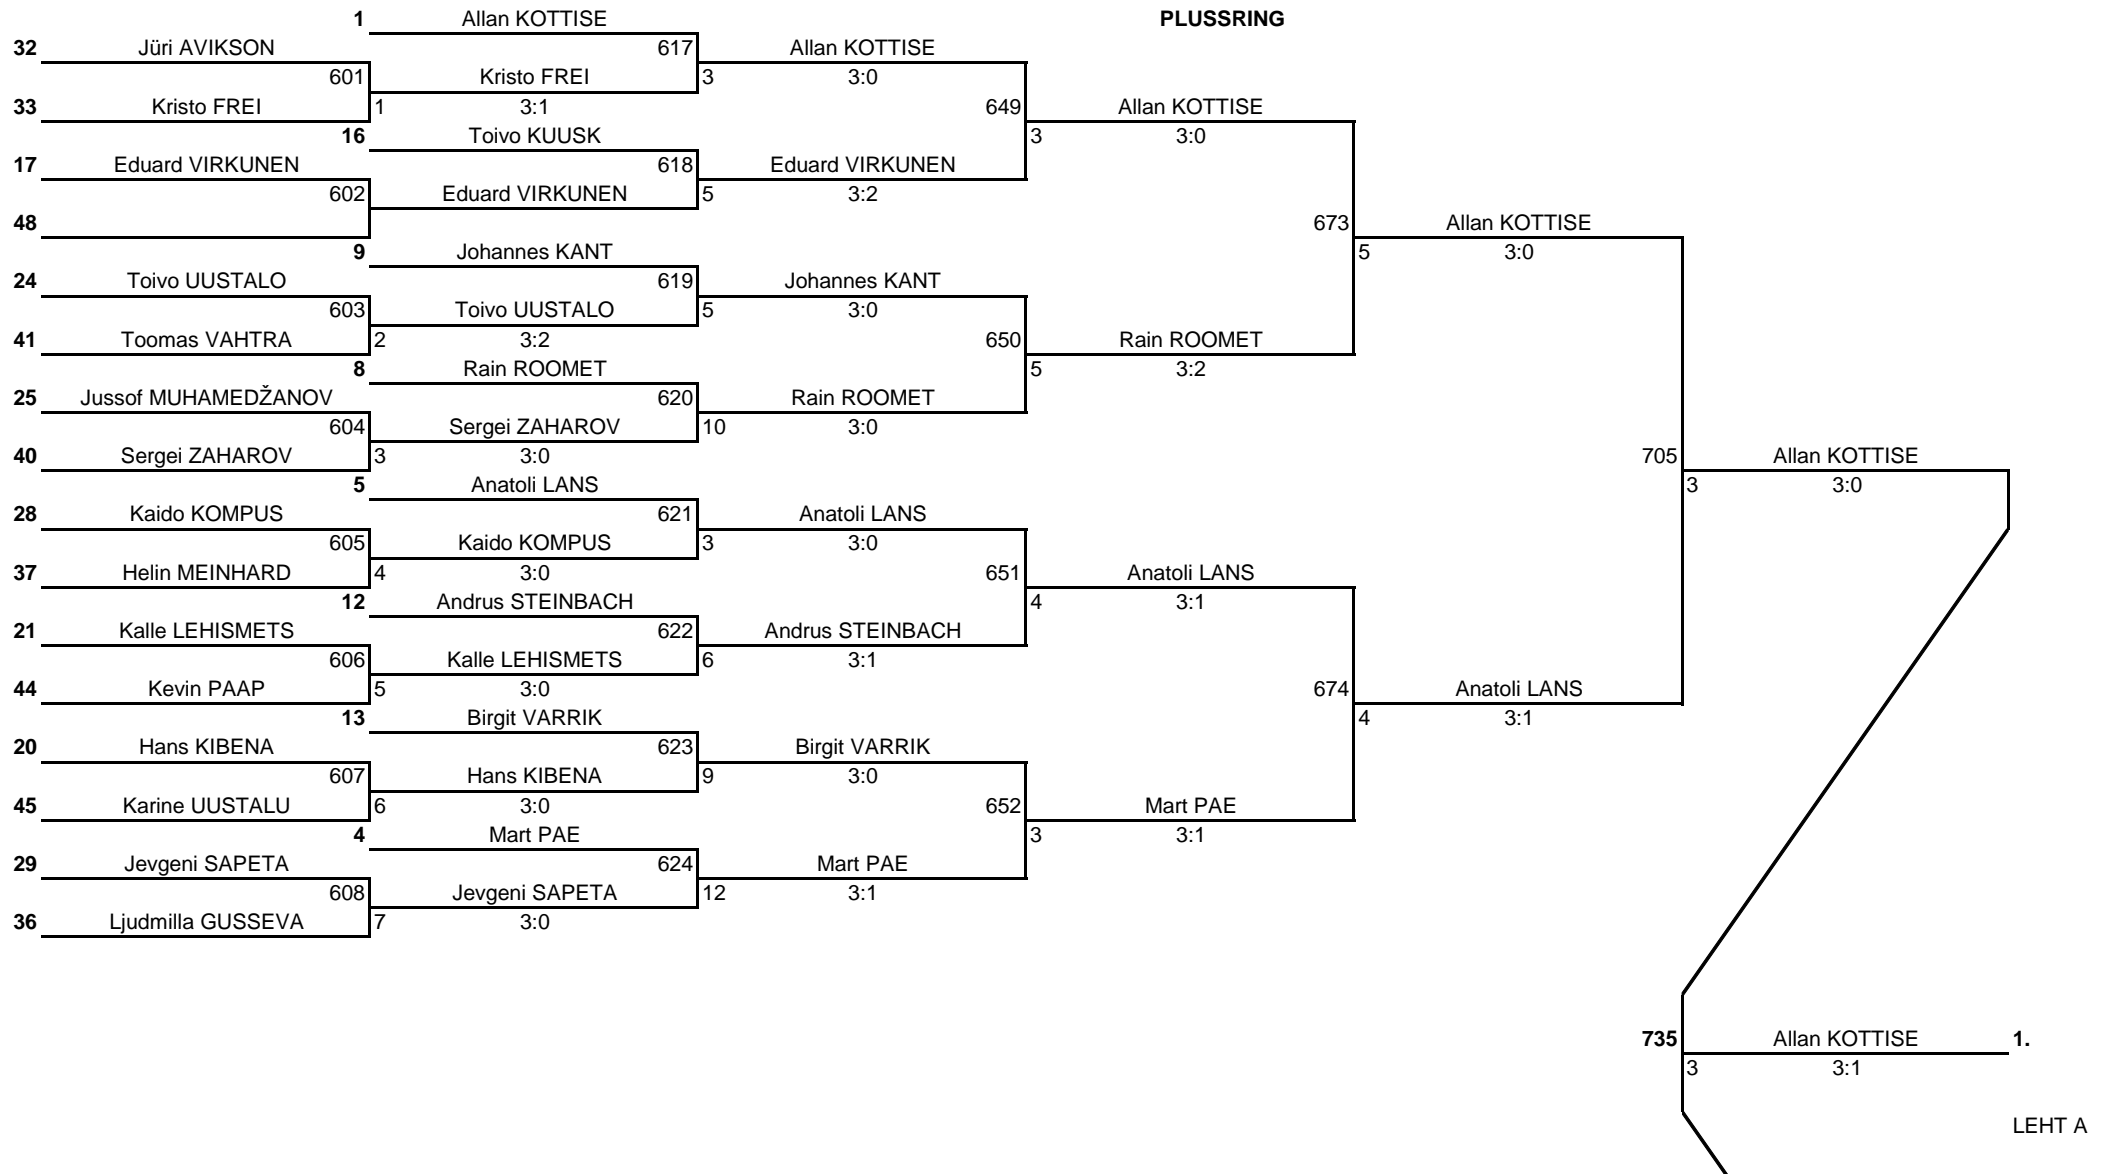 1 Allan KOTTISE PLUSSRING
32 Jüri AVIKSON 617 Allan KOTTISE
601 Kristo FREI 3 3:0
33 Kristo FREI 1 3:1 649 Allan KOTTISE
16 Toivo KUUSK 3 3:0
17 Eduard VIRKUNEN 618 Eduard VIRKUNEN
602 Eduard VIRKUNEN 5 3:2
48 673 Allan KOTTISE
9 Johannes KANT 5 3:0
24 Toivo UUSTALO 619 Johannes KANT
603 Toivo UUSTALO 5 3:0
41 Toomas VAHTRA 2 3:2 650 Rain ROOMET
8 Rain ROOMET 5 3:2
25 Jussof MUHAMEDŽANOV 620 Rain ROOMET
604 Sergei ZAHAROV 10 3:0
40 Sergei ZAHAROV 3 3:0 705 Allan KOTTISE
5 Anatoli LANS 3 3:0
28 Kaido KOMPUS 621 Anatoli LANS
605 Kaido KOMPUS 3 3:0
37 Helin MEINHARD 4 3:0 651 Anatoli LANS
12 Andrus STEINBACH 4 3:1
21 Kalle LEHISMETS 622 Andrus STEINBACH
606 Kalle LEHISMETS 6 3:1
44 Kevin PAAP 5 3:0 674 Anatoli LANS
13 Birgit VARRIK 4 3:1
20 Hans KIBENA 623 Birgit VARRIK
607 Hans KIBENA 9 3:0
45 Karine UUSTALU 6 3:0 652 Mart PAE
4 Mart PAE 3 3:1
29 Jevgeni SAPETA 624 Mart PAE
608 Jevgeni SAPETA 12 3:1
36 Ljudmilla GUSSEVA 7 3:0
735 Allan KOTTISE 1.
3 3:1
LEHT A